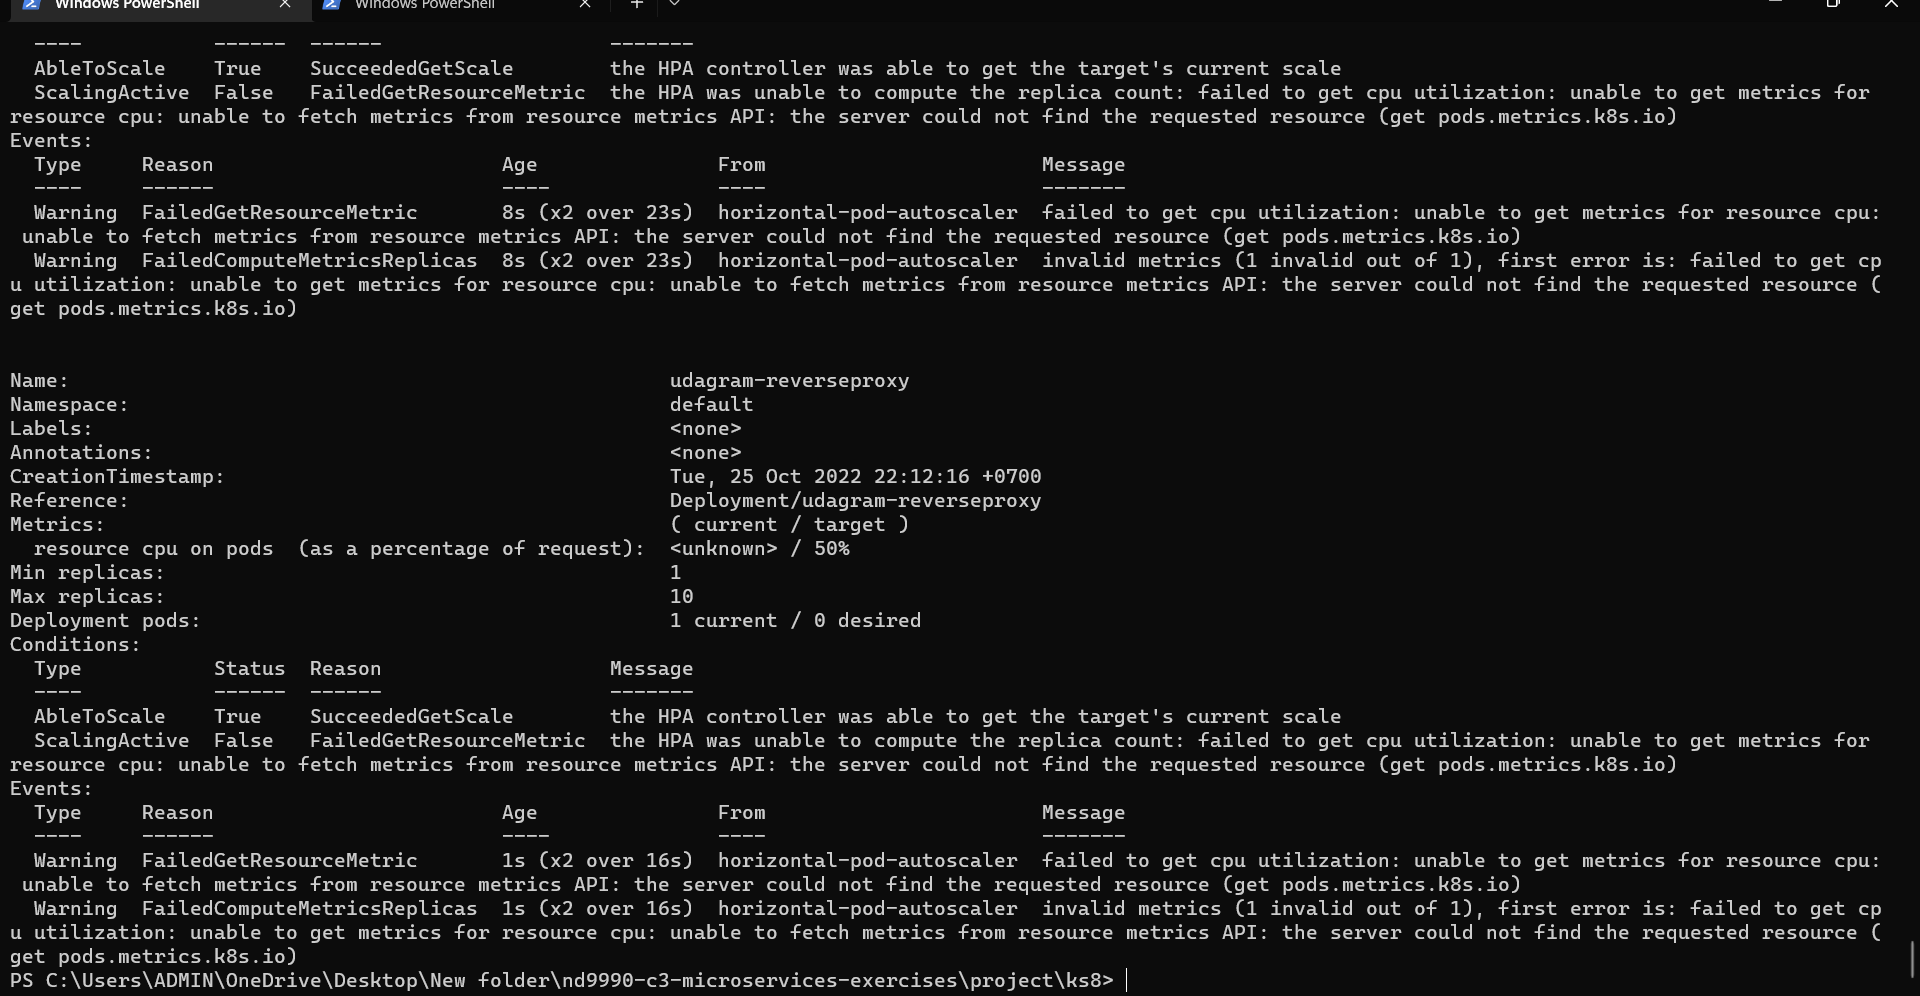 Windows PowerShell Windows PowerShell
---- ------ ------ -------
AbleToScale True SucceededGetScale the HPA controller was able to get the target's current scale
ScalingActive False FailedGetResourceMetric the HPA was unable to compute the replica count: failed to get cpu utilization: unable to get metrics for
resource cpu: unable to fetch metrics from resource metrics API: the server could not find the requested resource (get pods.metrics.k8s.io)
Events:
Type Reason Age From Message
---- ------ ---- ---- -------
Warning FailedGetResourceMetric 8s (x2 over 23s) horizontal-pod-autoscaler failed to get cpu utilization: unable to get metrics for resource cpu:
unable to fetch metrics from resource metrics API: the server could not find the requested resource (get pods.metrics.k8s.io)
Warning FailedComputeMetricsReplicas 8s (x2 over 23s) horizontal-pod-autoscaler invalid metrics (1 invalid out of 1), first error is: failed to get cp
u utilization: unable to get metrics for resource cpu: unable to fetch metrics from resource metrics API: the server could not find the requested resource (
get pods.metrics.k8s.io)
Name: udagram-reverseproxy
Namespace: default
Labels: <none>
Annotations: <none>
CreationTimestamp: Tue, 25 Oct 2022 22:12:16 +0700
Reference: Deployment/udagram-reverseproxy
Metrics: ( current / target )
resource cpu on pods (as a percentage of request): <unknown> / 50%
Min replicas: 1
Max replicas: 10
Deployment pods: 1 current / 0 desired
Conditions:
Type Status Reason Message
---- ------ ------ -------
AbleToScale True SucceededGetScale the HPA controller was able to get the target's current scale
ScalingActive False FailedGetResourceMetric the HPA was unable to compute the replica count: failed to get cpu utilization: unable to get metrics for
resource cpu: unable to fetch metrics from resource metrics API: the server could not find the requested resource (get pods.metrics.k8s.io)
Events:
Type Reason Age From Message
---- ------ ---- ---- -------
Warning FailedGetResourceMetric 1s (x2 over 16s) horizontal-pod-autoscaler failed to get cpu utilization: unable to get metrics for resource cpu:
unable to fetch metrics from resource metrics API: the server could not find the requested resource (get pods.metrics.k8s.io)
Warning FailedComputeMetricsReplicas 1s (x2 over 16s) horizontal-pod-autoscaler invalid metrics (1 invalid out of 1), first error is: failed to get cp
u utilization: unable to get metrics for resource cpu: unable to fetch metrics from resource metrics API: the server could not find the requested resource (
get pods.metrics.k8s.io)
PS C:\Users\ADMIN\OneDrive\Desktop\New folder\nd9990-c3-microservices-exercises\project\ks8>